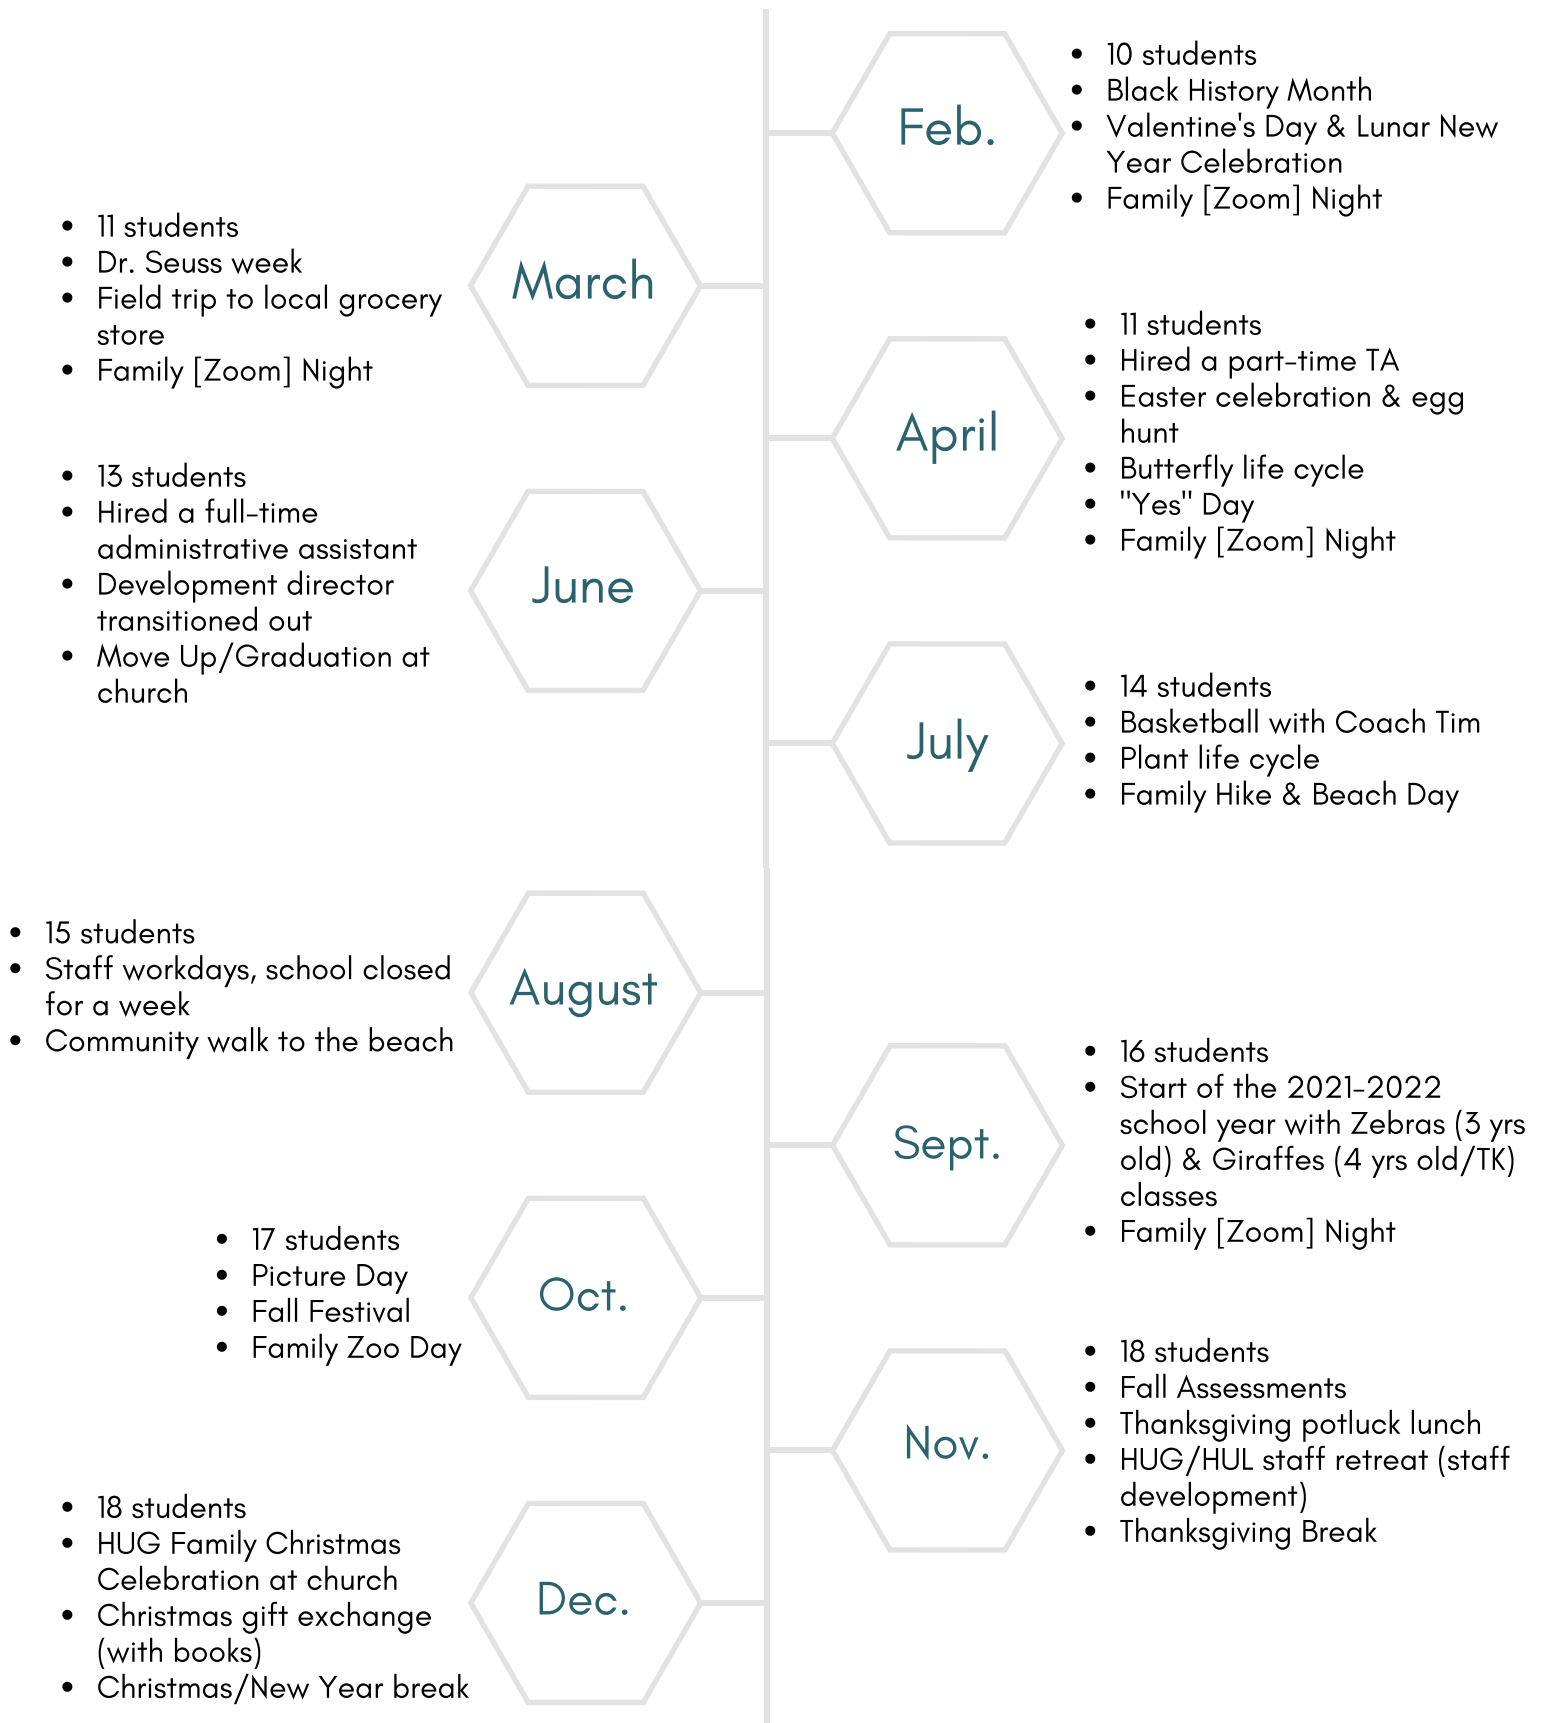 Feb.
• 10 students
• Black History Month
• Valentine's Day & Lunar New
Year Celebration
• Family [Zoom] Night
March
• 11 students
• Dr. Seuss week
• Field trip to local grocery
store
• Family [Zoom] Night
April
• 11 students
• Hired a part-time TA
• Easter celebration & egg
hunt
• Butterfly life cycle
• "Yes" Day
• Family [Zoom] Night
June
• 13 students
• Hired a full-time
administrative assistant
• Development director
transitioned out
• Move Up/Graduation at
church
July
• 14 students
• Basketball with Coach Tim
• Plant life cycle
• Family Hike & Beach Day
August
• 15 students
• Staff workdays, school closed
for a week
• Community walk to the beach
Sept.
• 16 students
• Start of the 2021-2022
school year with Zebras (3 yrs
old) & Giraffes (4 yrs old/TK)
classes
• Family [Zoom] Night
Oct.
• 17 students
• Picture Day
• Fall Festival
• Family Zoo Day
Nov.
• 18 students
• Fall Assessments
• Thanksgiving potluck lunch
• HUG/HUL staff retreat (staff
development)
• Thanksgiving Break
Dec.
• 18 students
• HUG Family Christmas
Celebration at church
• Christmas gift exchange
(with books)
• Christmas/New Year break